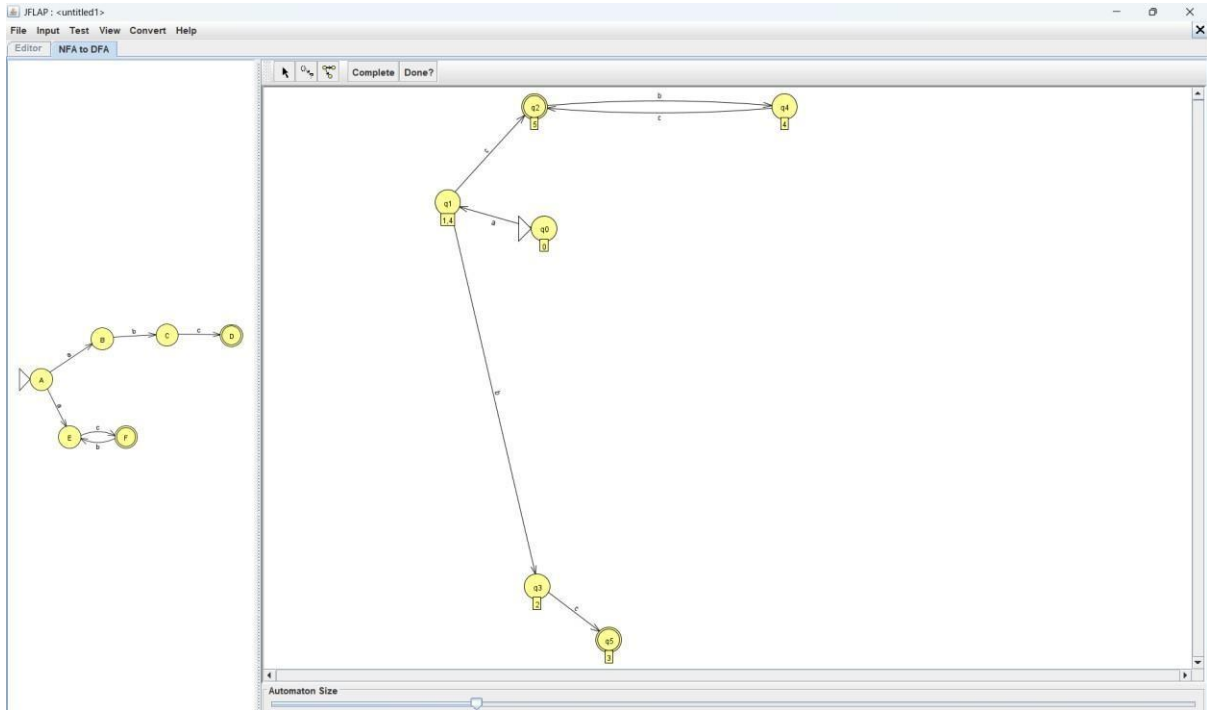 JFLAP : <untitled1>
File Input Test View Convert Help
Editor NFA to DFA
Complete Done?
q2
5
b
c
q4
4
c
q1
1,4
a
q0
0
b
q3
2
c
q5
3
A
a
B
b
C
c
D
a
E
c
b
F
Automaton Size